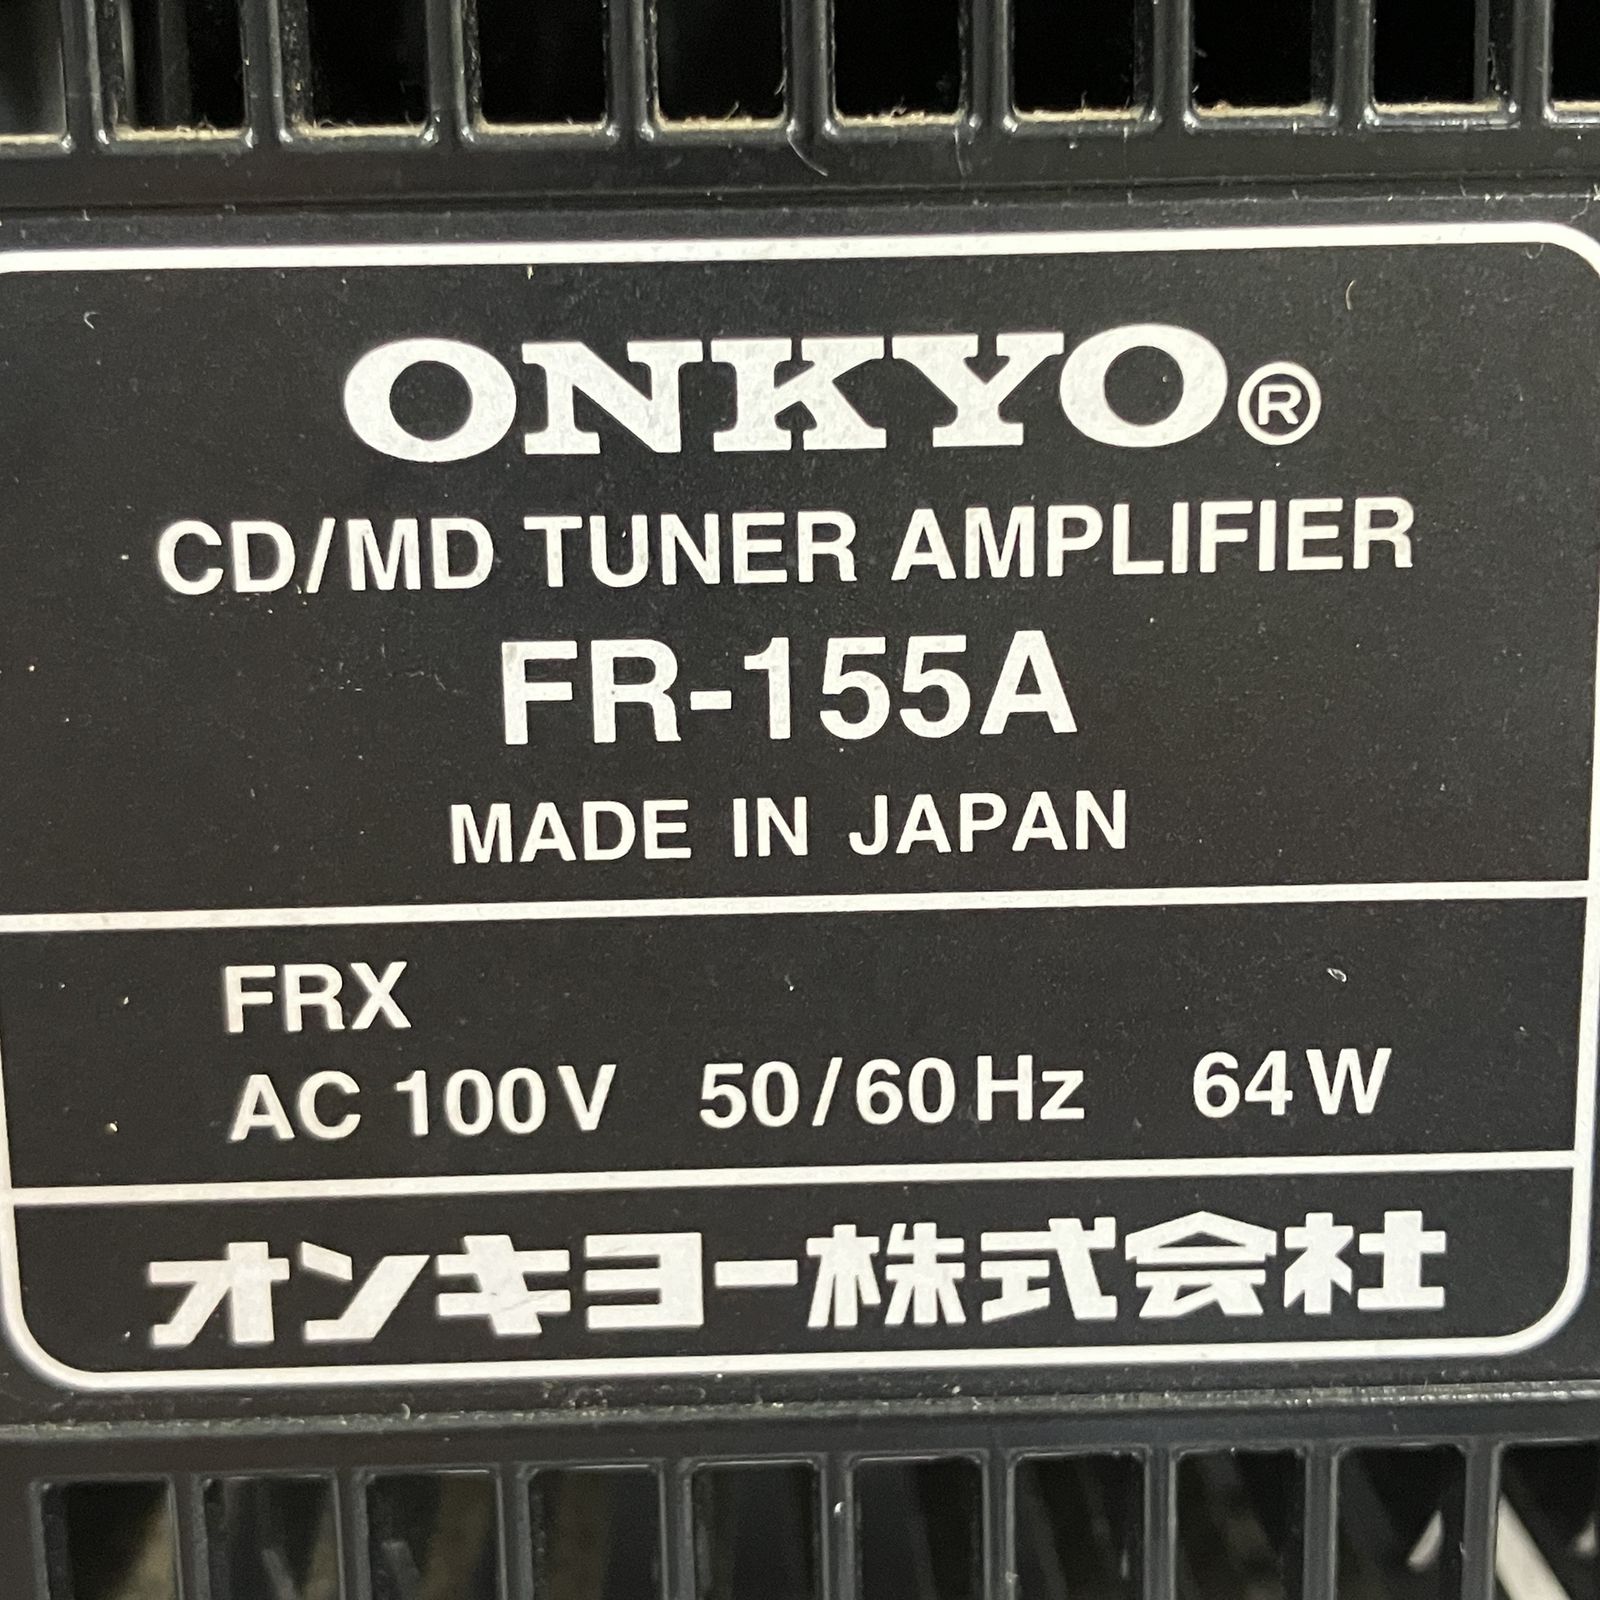 ONKYO®
CD/MD TUNER AMPLIFIER
FR-155A
MADE IN JAPAN
FRX
AC 100V 50/60Hz 64W
オンキヨー株式会社